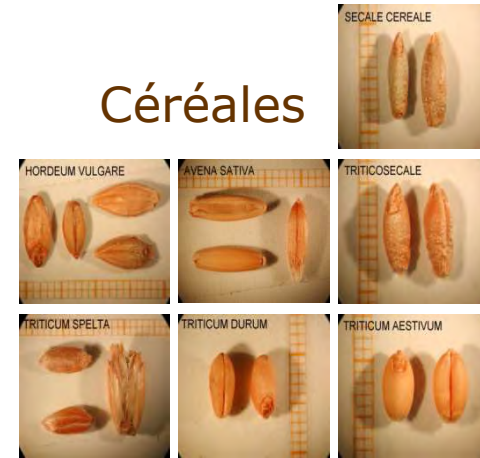 SECALE CEREALE
Céréales
HORDEUM VULGARE
AVENA SATIVA
TRITICOSECALE
TRITICUM SPELTA
TRITICUM DURUM
TRITICUM AESTIVUM